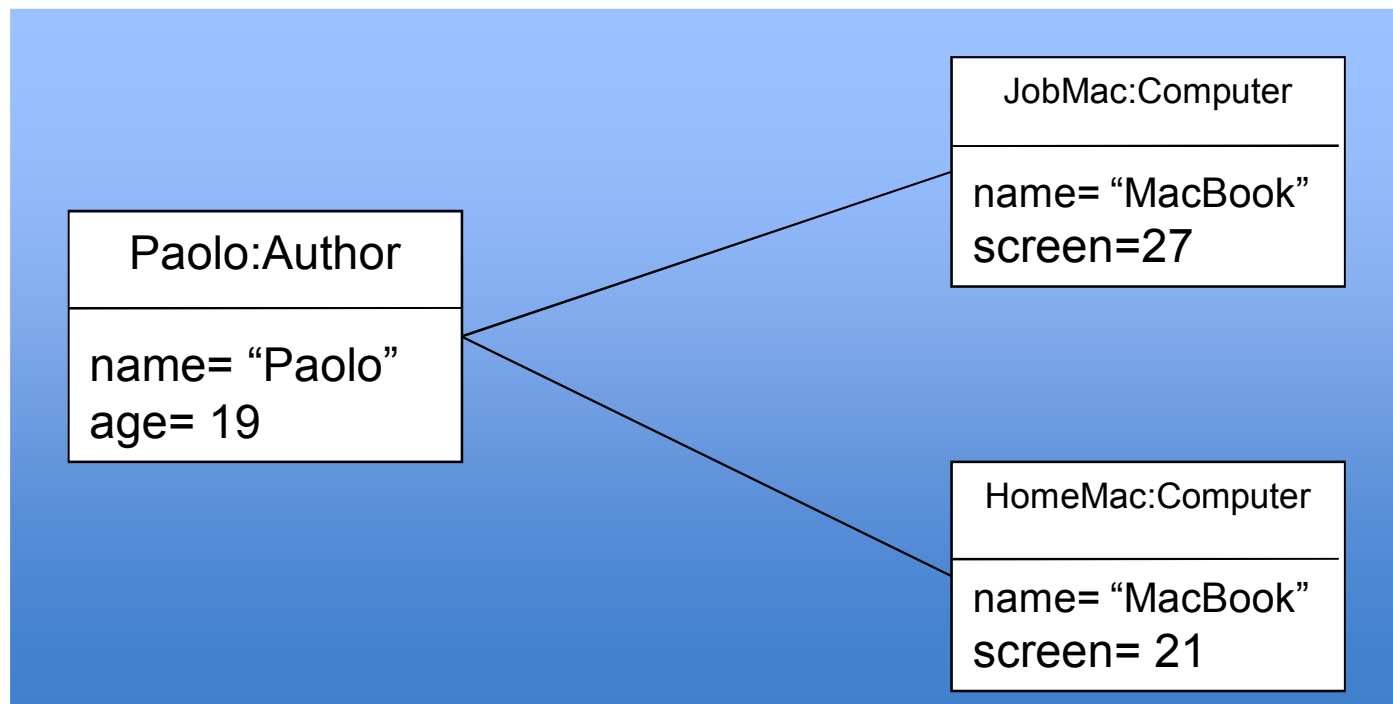 Paolo:Author
name= “Paolo”
age= 19
JobMac:Computer
name= “MacBook”
screen=27
HomeMac:Computer
name= “MacBook”
screen= 21